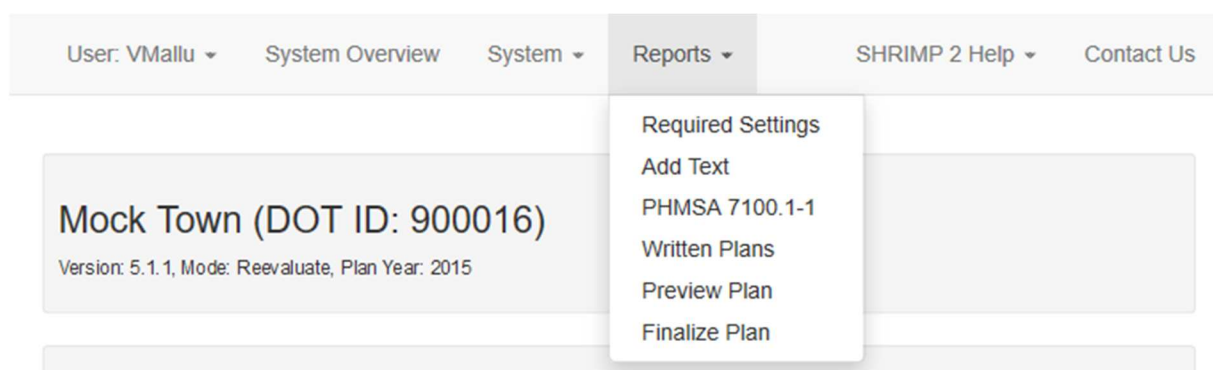 User: VMallu System Overview System Reports SHRIMP 2 Help Contact Us
Required Settings
Add Text
PHMSA 7100.1-1
Written Plans
Preview Plan
Finalize Plan
Mock Town (DOT ID: 900016)
Version: 5.1.1, Mode: Reevaluate, Plan Year: 2015